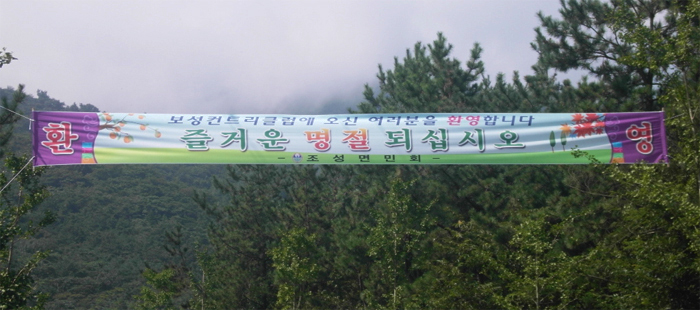 환
보성컨트리클럽에 오신 여러분을 환영합니다
즐거운 명절 되십시오
- 조성면민회 -
영